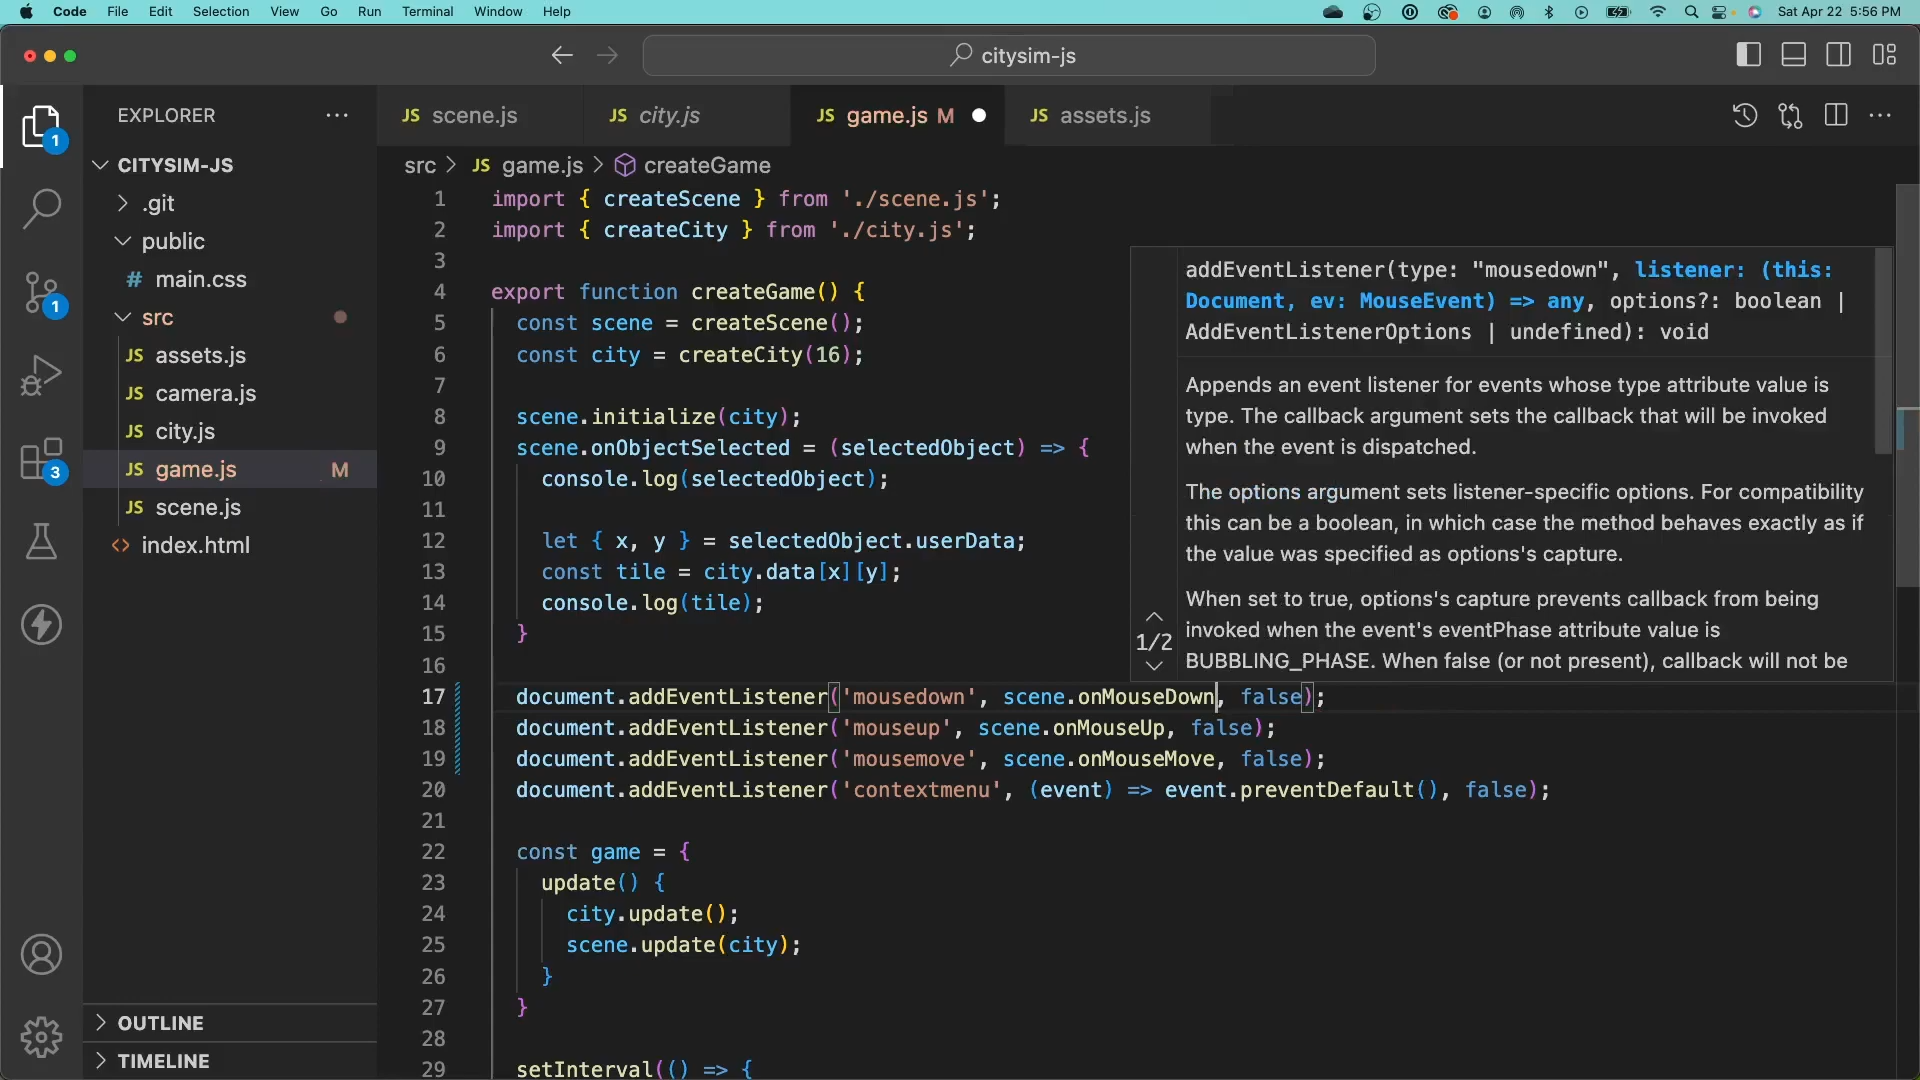 Code File Edit Selection View Go Run Terminal Window Help Sat Apr 22 5:56 PM
citysim-js
EXPLORER
JS scene.js JS city.js JS game.js M JS assets.js
CITYSIM-JS
.git
public
# main.css
src
JS assets.js
JS camera.js
JS city.js
JS game.js M
JS scene.js
<> index.html
OUTLINE
TIMELINE
1
1
3
src > JS game.js > createGame
1 import { createScene } from './scene.js';
2 import { createCity } from './city.js';
3
4 export function createGame() {
5 const scene = createScene();
6 const city = createCity(16);
7
8 scene.initialize(city);
9 scene.onObjectSelected = (selectedObject) => {
10 console.log(selectedObject);
11
12 let { x, y } = selectedObject.userData;
13 const tile = city.data[x][y];
14 console.log(tile);
15 }
16
17 document.addEventListener('mousedown', scene.onMouseDown, false);
18 document.addEventListener('mouseup', scene.onMouseUp, false);
19 document.addEventListener('mousemove', scene.onMouseMove, false);
20 document.addEventListener('contextmenu', (event) => event.preventDefault(), false);
21
22 const game = {
23 update() {
24 city.update();
25 scene.update(city);
26 }
27 }
28
29 setInterval(() => {
addEventListener(type: "mousedown", listener: (this:
Document, ev: MouseEvent) => any, options?: boolean |
AddEventListenerOptions | undefined): void
Appends an event listener for events whose type attribute value is
type. The callback argument sets the callback that will be invoked
when the event is dispatched.
The options argument sets listener-specific options. For compatibility
this can be a boolean, in which case the method behaves exactly as if
the value was specified as options's capture.
When set to true, options's capture prevents callback from being
invoked when the event's eventPhase attribute value is
BUBBLING_PHASE. When false (or not present), callback will not be
1/2